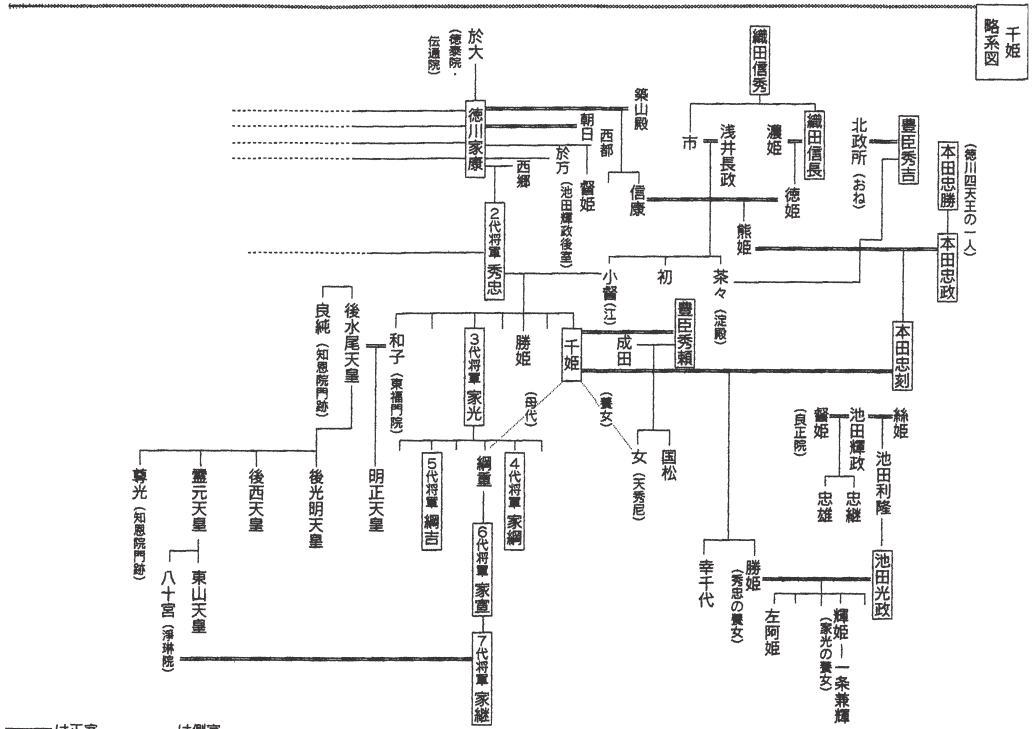 千姫
略系図
(徳川四天王の一人)
本田忠勝
本田忠政
本田忠刻
豊臣秀吉
北政所(おね)
織田信秀
織田信長
濃姫
浅井長政
市
徳姫
熊姫
築山殿
信康
西都
朝日
於方
督姫
(池田輝政後室)
西郷
於大
(徳泰院・
伝通院)
徳川家康
2代将軍 秀忠
茶々(淀殿)
初
小督(江)
豊臣秀頼
成田
千姫
勝姫
3代将軍 家光
和子(東福門院)
後水尾天皇
良純(知恩院門跡)
(養女)
(母代)
国松
女(天秀尼)
4代将軍 家綱
綱重
5代将軍 綱吉
6代将軍 家宣
7代将軍 家継
明正天皇
後光明天皇
後西天皇
霊元天皇
尊光(知恩院門跡)
東山天皇
八十宮(浄琳院)
絲姫
池田輝政
督姫
(良正院)
池田利隆
忠継
忠雄
池田光政
勝姫
(秀忠の養女)
幸千代
輝姫―一条兼輝
(家光の養女)
左阿姫
は正室
は側室